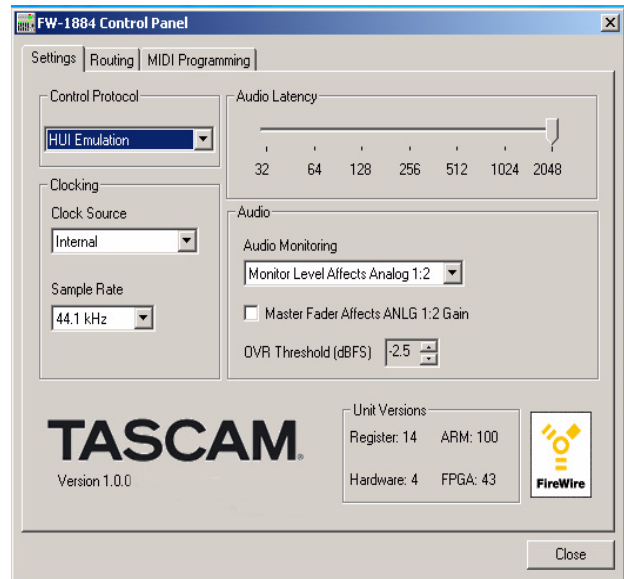 FW-1884 Control Panel
Settings
Routing
MIDI Programming
Control Protocol
HUI Emulation
Clocking
Clock Source
Internal
Sample Rate
44.1 kHz
Audio Latency
32 64 128 256 512 1024 2048
Audio
Audio Monitoring
Monitor Level Affects Analog 1:2
Master Fader Affects ANLG 1:2 Gain
OVR Threshold (dBFS) -2.5
TASCAM.
Version 1.0.0
Unit Versions
Register: 14 ARM: 100
Hardware: 4 FPGA: 43
FireWire
Close